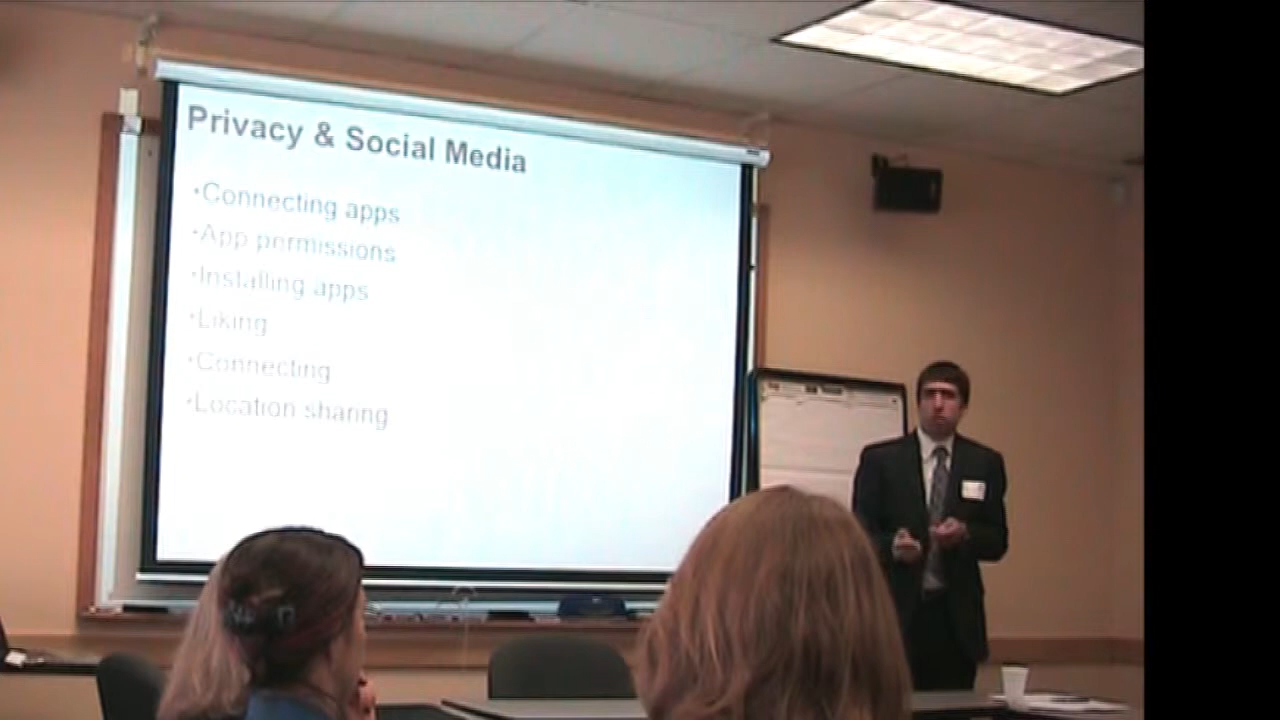 Privacy & Social Media
•Connecting apps
•App permissions
•Installing apps
•Liking
•Connecting
•Location sharing